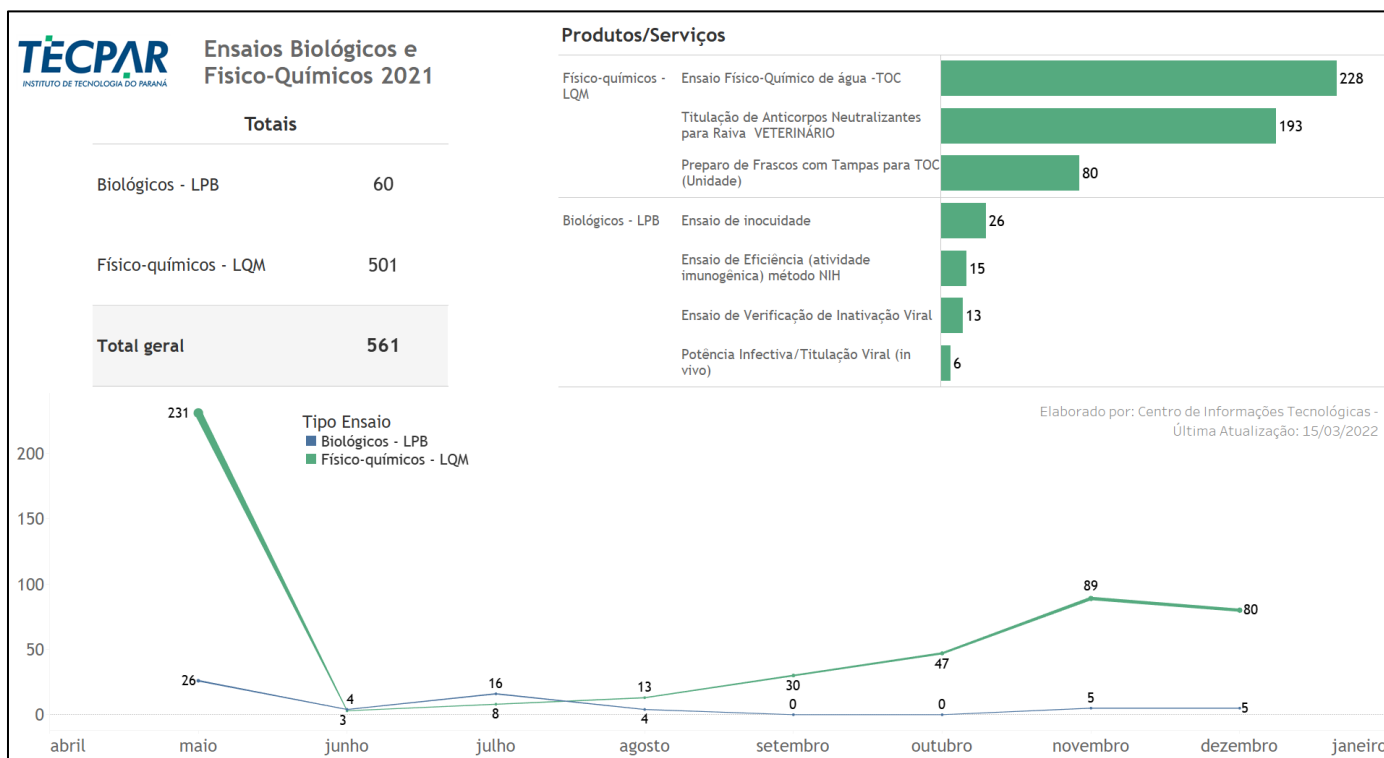 TECPAR
INSTITUTO DE TECNOLOGIA DO PARANÁ
Ensaios Biológicos e
Fisico-Químicos 2021
Totais
Biológicos - LPB 60
Físico-químicos - LQM 501
Total geral 561
Produtos/Serviços
Físico-químicos -
LQM
Ensaio Físico-Químico de água -TOC 228
Titulação de Anticorpos Neutralizantes
para Raiva VETERINÁRIO 193
Preparo de Frascos com Tampas para TOC
(Unidade) 80
Biológicos - LPB Ensaio de inocuidade 26
Ensaio de Eficiência (atividade
imunogênica) método NIH 15
Ensaio de Verificação de Inativação Viral 13
Potência Infectiva/Titulação Viral (in
vivo) 6
Elaborado por: Centro de Informações Tecnológicas -
Última Atualização: 15/03/2022
Tipo Ensaio
Biológicos - LPB
Físico-químicos - LQM
200
150
100
50
0
231 3 8 13 30 47 89 80
26 4 16 4 0 0 5 5
abril maio junho julho agosto setembro outubro novembro dezembro janeiro